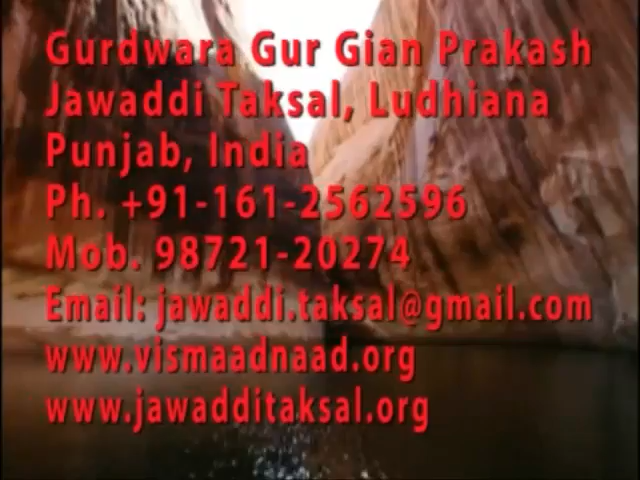 Gurdwara Gur Gian Prakash
Jawaddi Taksal, Ludhiana
Punjab, India
Ph. +91-161-2562596
Mob. 98721-20274
Email: jawaddi.taksal@gmail.com
www.vismaadnaad.org
www.jawadditaksal.org